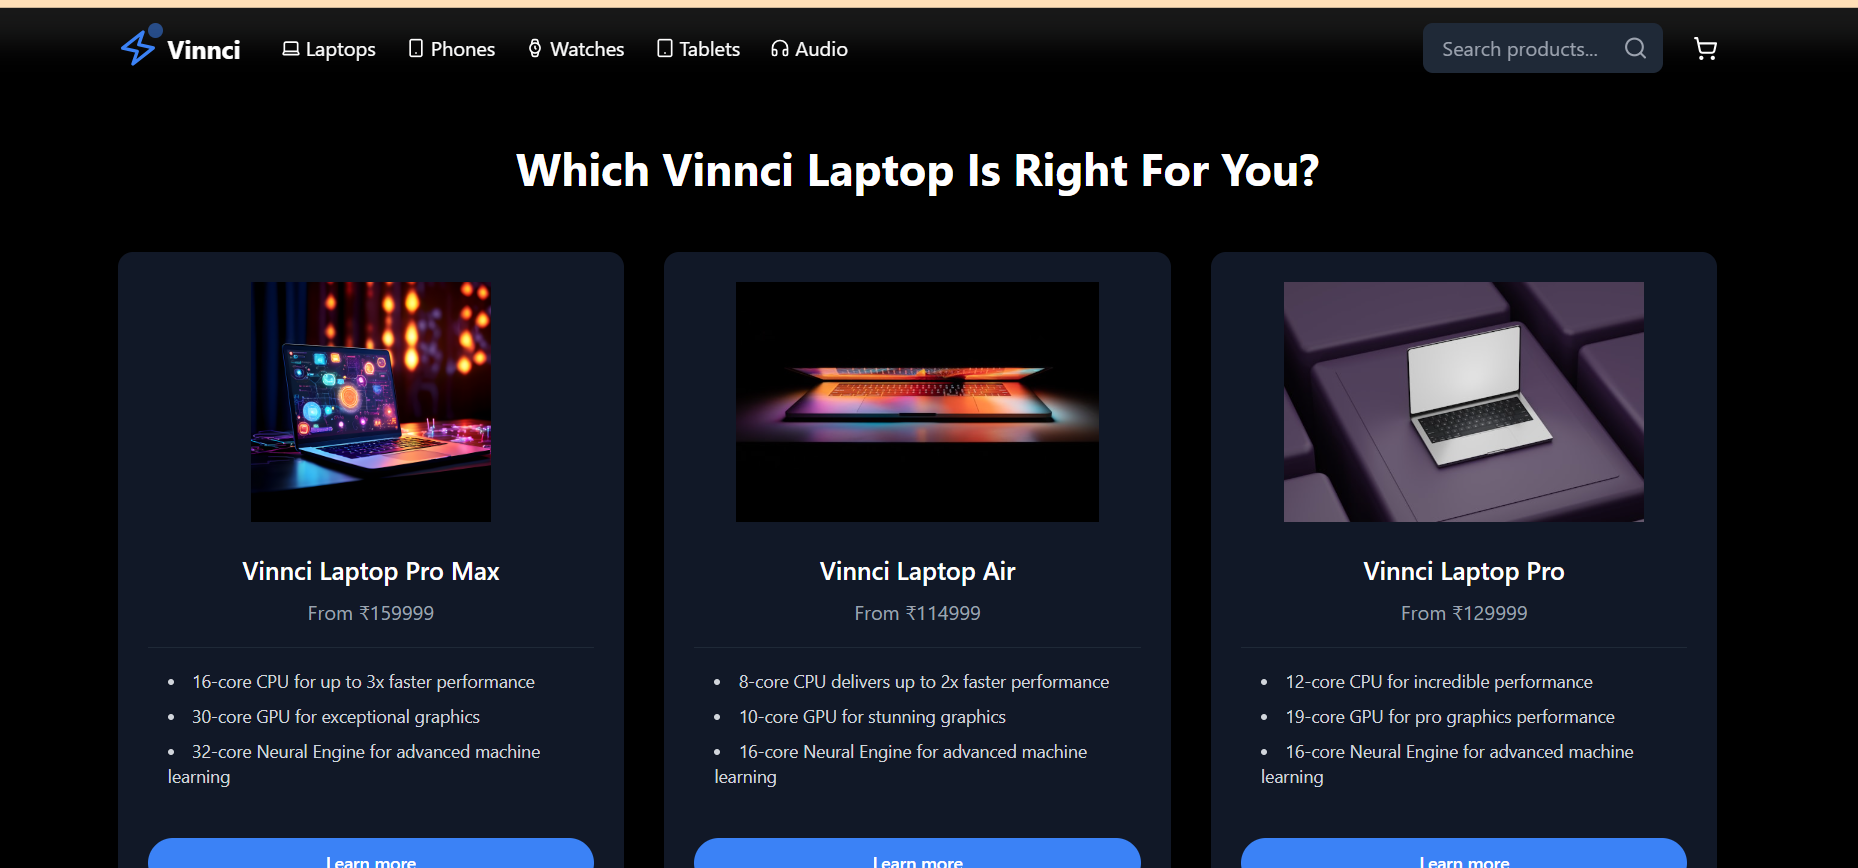 Vinnci Laptops Phones Watches Tablets Audio Search products...
Which Vinnci Laptop Is Right For You?
Vinnci Laptop Pro Max
From ₹159999
• 16-core CPU for up to 3x faster performance
• 30-core GPU for exceptional graphics
• 32-core Neural Engine for advanced machine
learning
Learn more
Vinnci Laptop Air
From ₹114999
• 8-core CPU delivers up to 2x faster performance
• 10-core GPU for stunning graphics
• 16-core Neural Engine for advanced machine
learning
Learn more
Vinnci Laptop Pro
From ₹129999
• 12-core CPU for incredible performance
• 19-core GPU for pro graphics performance
• 16-core Neural Engine for advanced machine
learning
Learn more